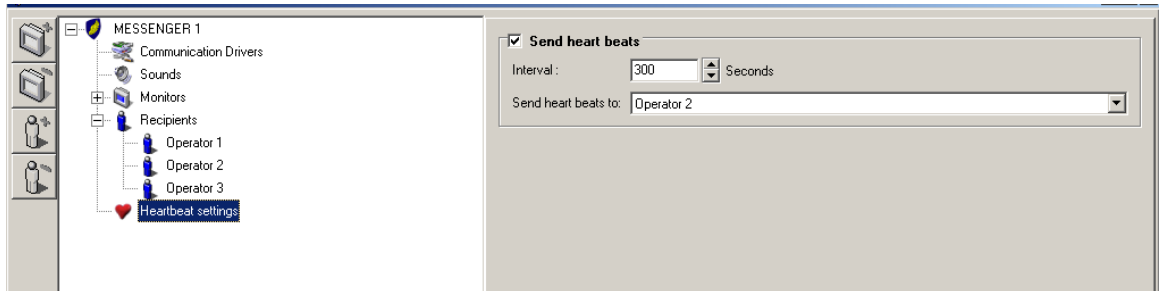 MESSENGER 1
Communication Drivers
Sounds
Monitors
Recipients
Operator 1
Operator 2
Operator 3
Heartbeat settings
Send heart beats
Interval : 300 Seconds
Send heart beats to: Operator 2